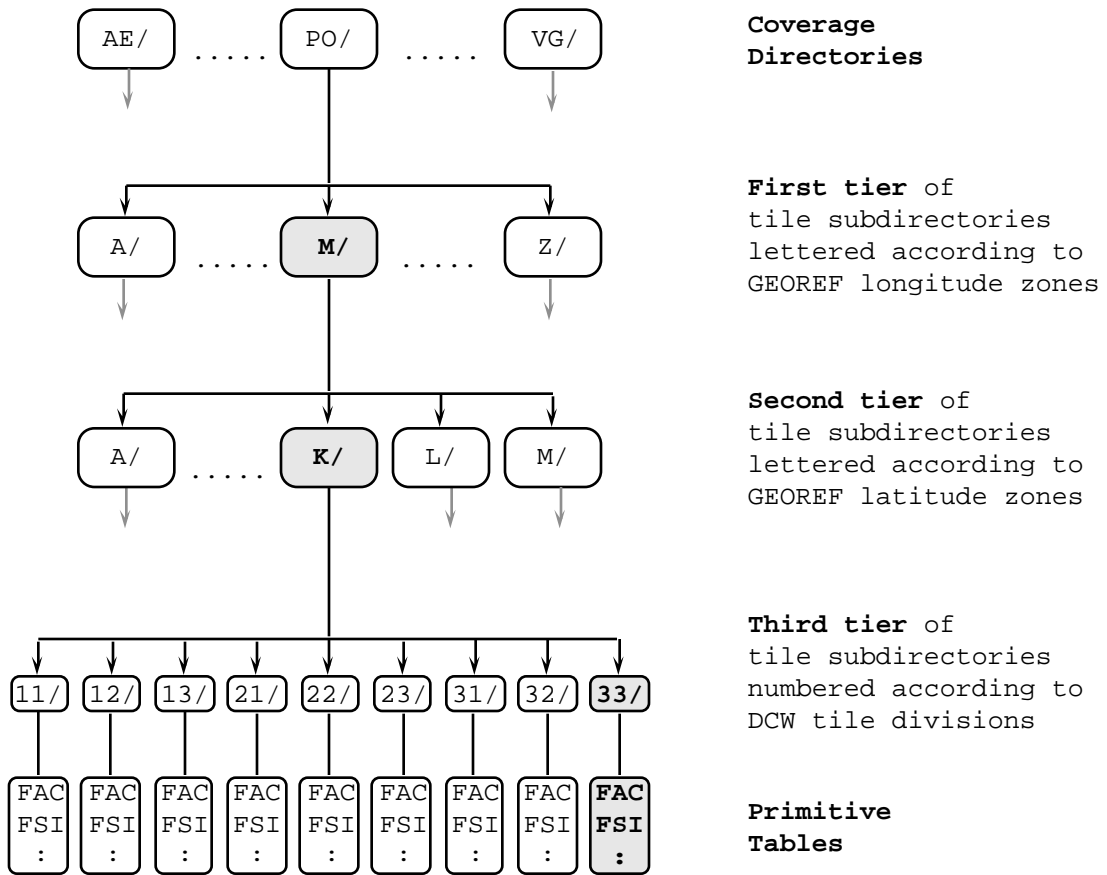 AE/ ..... PO/ ..... VG/
Coverage
Directories
First tier of
tile subdirectories
lettered according to
GEOREF longitude zones
A/ ..... M/ ..... Z/
Second tier of
tile subdirectories
lettered according to
GEOREF latitude zones
A/ ..... K/ L/ M/
Third tier of
tile subdirectories
numbered according to
DCW tile divisions
11/ 12/ 13/ 21/ 22/ 23/ 31/ 32/ 33/
FAC FAC FAC FAC FAC FAC FAC FAC FAC
FSI FSI FSI FSI FSI FSI FSI FSI FSI
: : : : : : : : :
Primitive
Tables